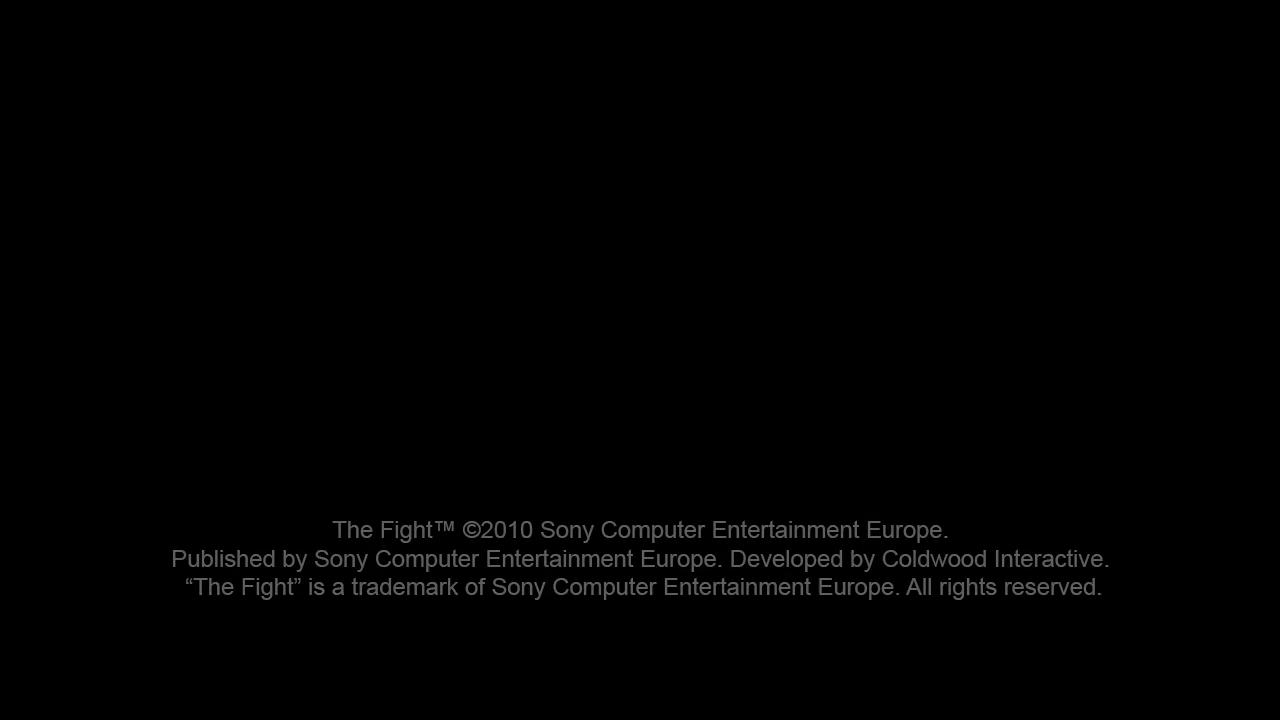 The Fight™ ©2010 Sony Computer Entertainment Europe.
Published by Sony Computer Entertainment Europe. Developed by Coldwood Interactive.
“The Fight” is a trademark of Sony Computer Entertainment Europe. All rights reserved.